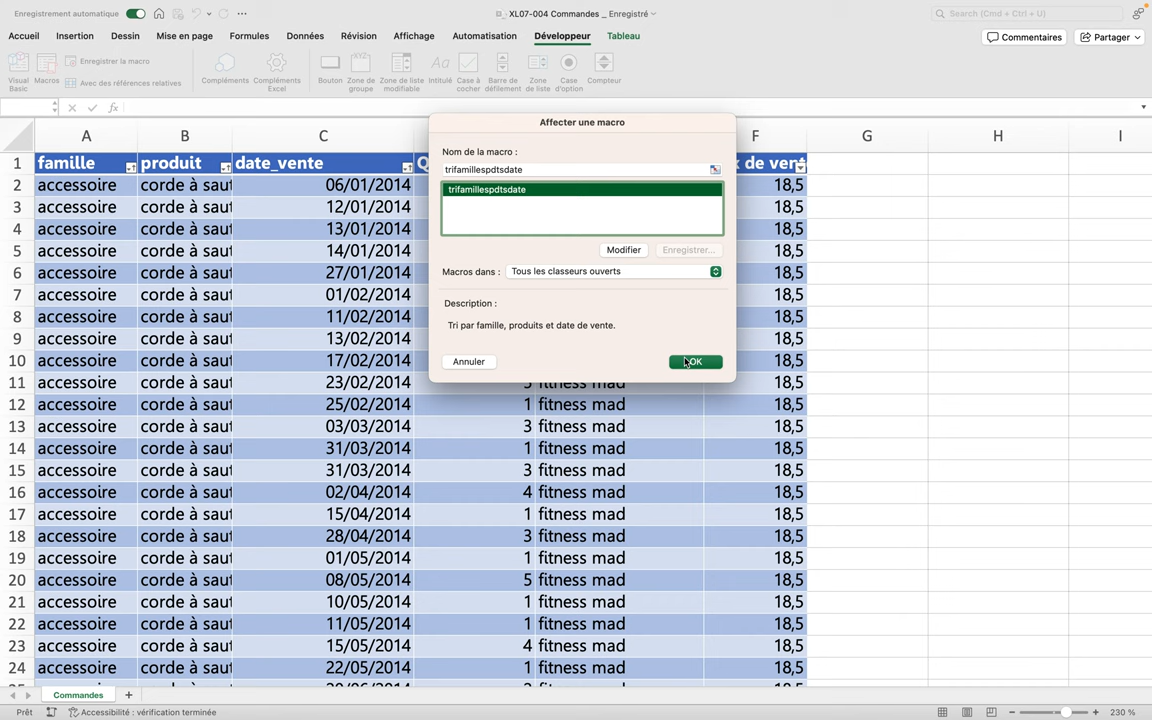 Enregistrement automatique
XL07-004 Commandes _ Enregistré
Search (Cmd + Ctrl + U)
Accueil Insertion Dessin Mise en page Formules Données Révision Affichage Automatisation Développeur Tableau
Commentaires Partager
Visual Basic
Macros
Enregistrer la macro
Avec des références relatives
Compléments
Compléments Excel
Bouton
Zone de groupe
Zone de liste modifiable
Aa
Intitulé
Case à cocher
Barre de défilement
Zone de liste
Case d'option
Compteur
fx
A B C F G H I
1 famille produit date_vente
2 accessoire corde à saut 06/01/2014 18,5
3 accessoire corde à saut 12/01/2014 18,5
4 accessoire corde à saut 13/01/2014 18,5
5 accessoire corde à saut 14/01/2014 18,5
6 accessoire corde à saut 27/01/2014 18,5
7 accessoire corde à saut 01/02/2014 18,5
8 accessoire corde à saut 11/02/2014 18,5
9 accessoire corde à saut 13/02/2014 18,5
10 accessoire corde à saut 17/02/2014 18,5
11 accessoire corde à saut 23/02/2014 fitness mad 18,5
12 accessoire corde à saut 25/02/2014 1 fitness mad 18,5
13 accessoire corde à saut 03/03/2014 3 fitness mad 18,5
14 accessoire corde à saut 31/03/2014 1 fitness mad 18,5
15 accessoire corde à saut 31/03/2014 3 fitness mad 18,5
16 accessoire corde à saut 02/04/2014 4 fitness mad 18,5
17 accessoire corde à saut 15/04/2014 1 fitness mad 18,5
18 accessoire corde à saut 28/04/2014 3 fitness mad 18,5
19 accessoire corde à saut 01/05/2014 1 fitness mad 18,5
20 accessoire corde à saut 08/05/2014 5 fitness mad 18,5
21 accessoire corde à saut 10/05/2014 1 fitness mad 18,5
22 accessoire corde à saut 11/05/2014 1 fitness mad 18,5
23 accessoire corde à saut 15/05/2014 4 fitness mad 18,5
24 accessoire corde à saut 22/05/2014 1 fitness mad 18,5
Affecter une macro
Nom de la macro :
trifamillespdtsdate
trifamillespdtsdate
Modifier Enregistrer...
Macros dans : Tous les classeurs ouverts
Description :
Tri par famille, produits et date de vente.
Annuler OK
Commandes +
Prêt Accessibilité : vérification terminée
230 %